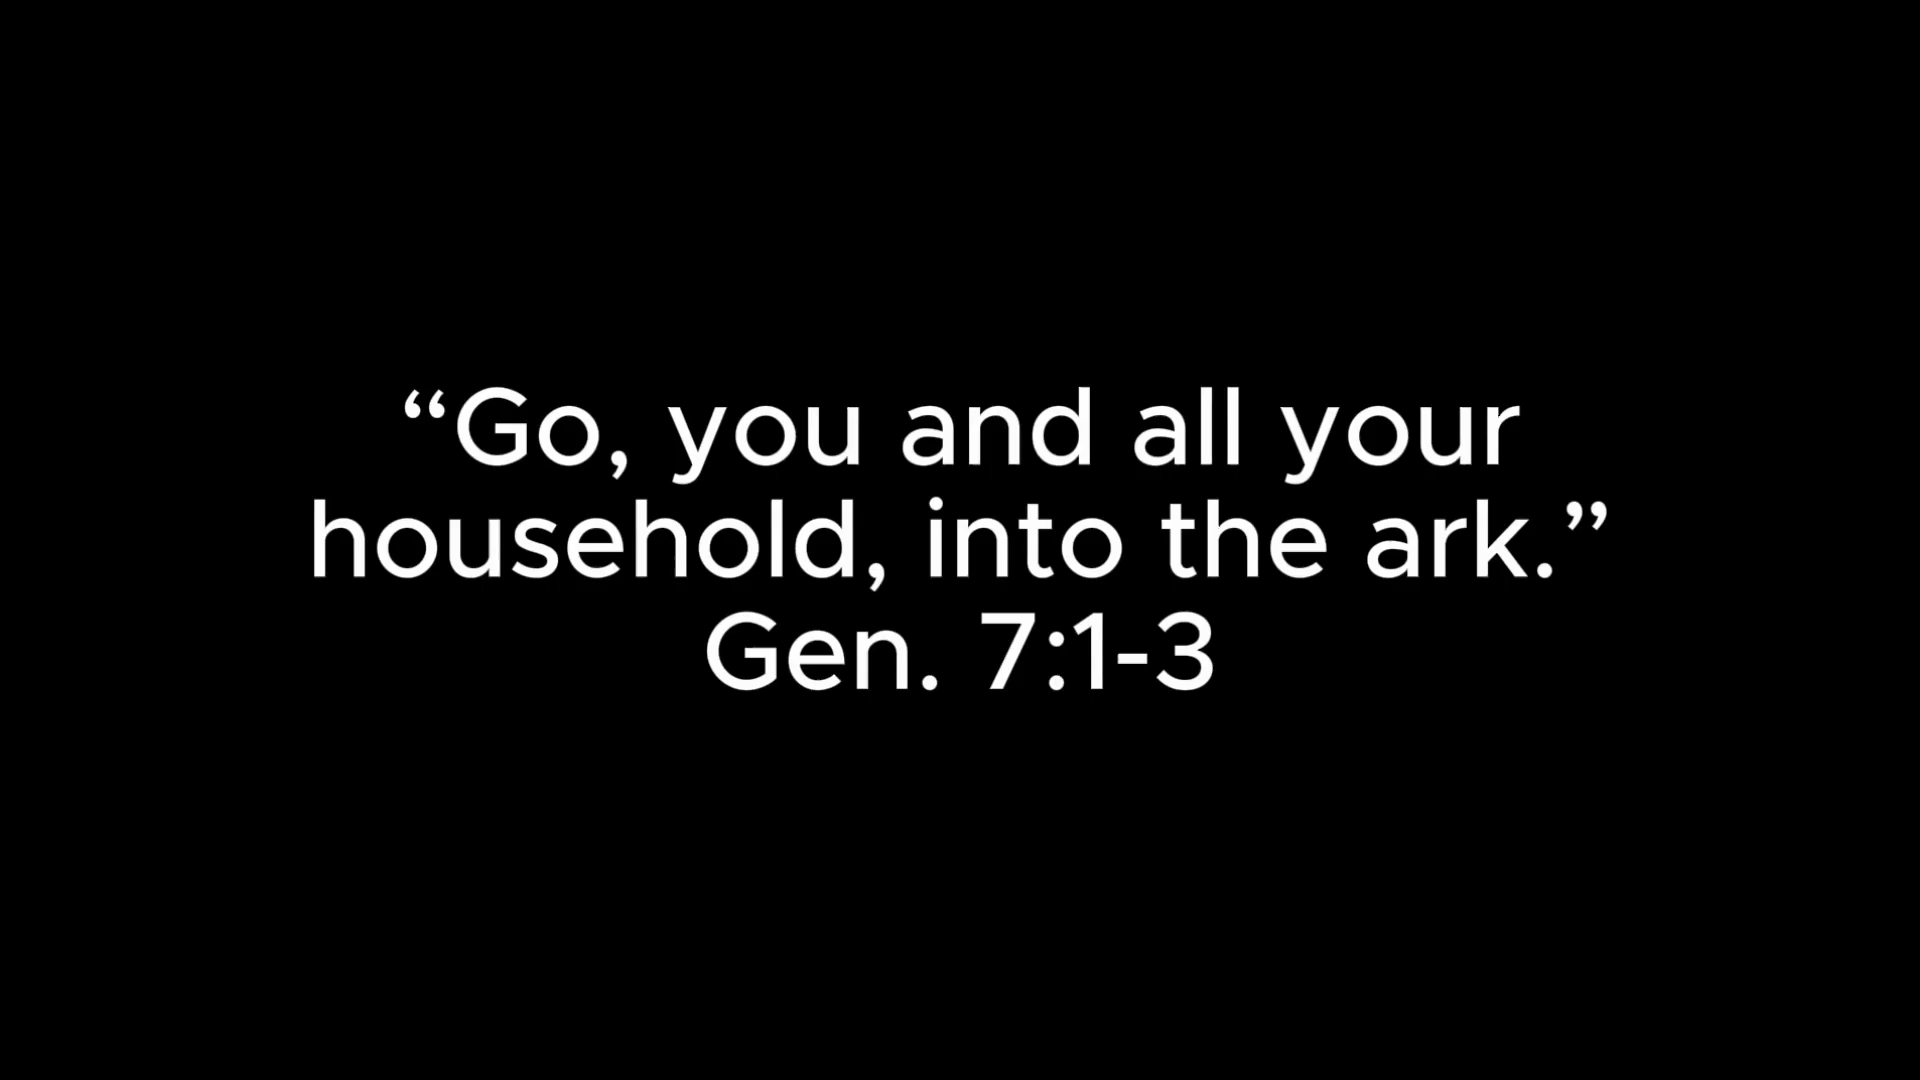 “Go, you and all your
household, into the ark.”
Gen. 7:1-3